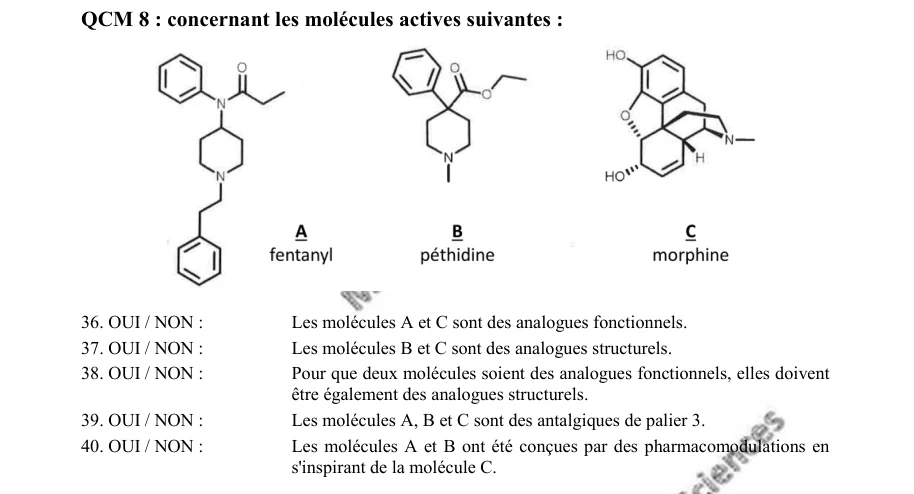 QCM 8 : concernant les molécules actives suivantes :
O
N
N
O
O
N
HO
O
N
H
HO
A
fentanyl
B
péthidine
C
morphine
36. OUI / NON : Les molécules A et C sont des analogues fonctionnels.
37. OUI / NON : Les molécules B et C sont des analogues structurels.
38. OUI / NON : Pour que deux molécules soient des analogues fonctionnels, elles doivent
être également des analogues structurels.
39. OUI / NON : Les molécules A, B et C sont des antalgiques de palier 3.
40. OUI / NON : Les molécules A et B ont été conçues par des pharmacomodulations en
s'inspirant de la molécule C.